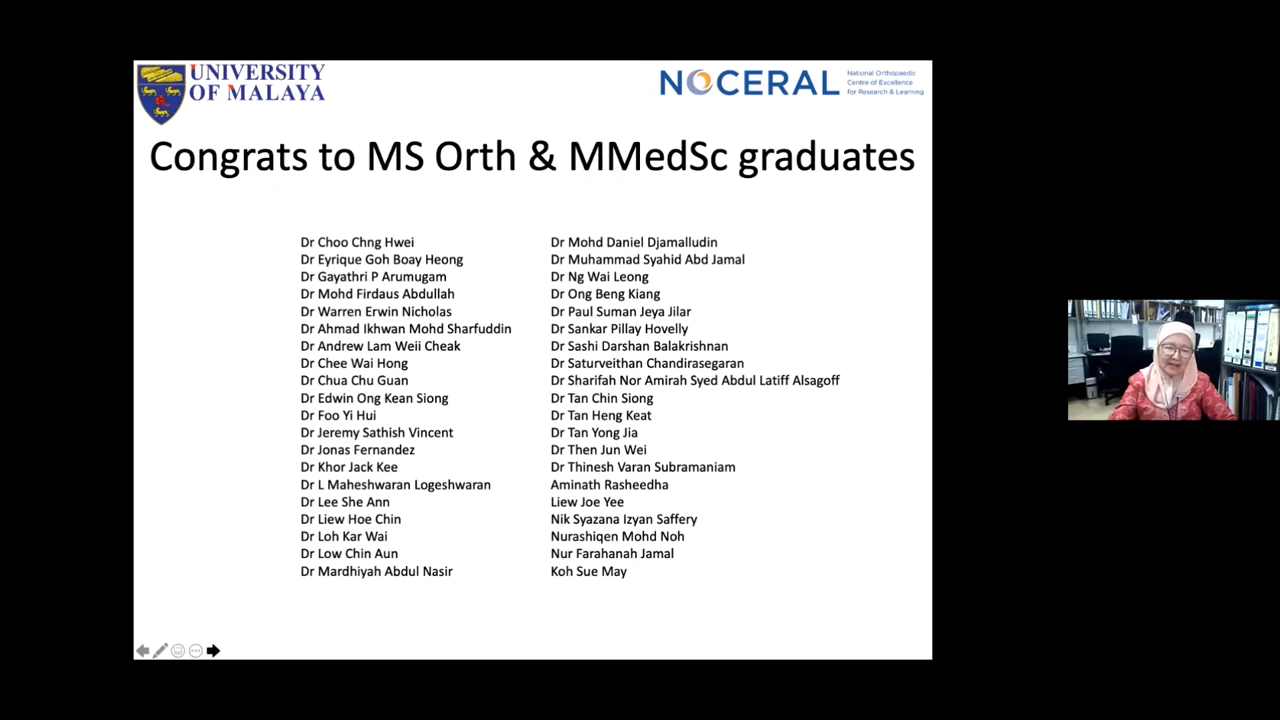 UNIVERSITY
OF MALAYA
NOCERAL
National Orthopaedic
Centre of Excellence
for Research & Learning
Congrats to MS Orth & MMedSc graduates
Dr Choo Chng Hwei
Dr Eyrique Goh Boay Heong
Dr Gayathri P Arumugam
Dr Mohd Firdaus Abdullah
Dr Warren Erwin Nicholas
Dr Ahmad Ikhwan Mohd Sharfuddin
Dr Andrew Lam Weii Cheak
Dr Chee Wai Hong
Dr Chua Chu Guan
Dr Edwin Ong Kean Siong
Dr Foo Yi Hui
Dr Jeremy Sathish Vincent
Dr Jonas Fernandez
Dr Khor Jack Kee
Dr L Maheshwaran Logeshwaran
Dr Lee She Ann
Dr Liew Hoe Chin
Dr Loh Kar Wai
Dr Low Chin Aun
Dr Mardhiyah Abdul Nasir
Dr Mohd Daniel Djamalludin
Dr Muhammad Syahid Abd Jamal
Dr Ng Wai Leong
Dr Ong Beng Kiang
Dr Paul Suman Jeya Jilar
Dr Sankar Pillay Hovelly
Dr Sashi Darshan Balakrishnan
Dr Saturveithan Chandirasegaran
Dr Sharifah Nor Amirah Syed Abdul Latiff Alsagoff
Dr Tan Chin Siong
Dr Tan Heng Keat
Dr Tan Yong Jia
Dr Then Jun Wei
Dr Thinesh Varan Subramaniam
Aminath Rasheedha
Liew Joe Yee
Nik Syazana Izyan Saffery
Nurashiqen Mohd Noh
Nur Farahanah Jamal
Koh Sue May